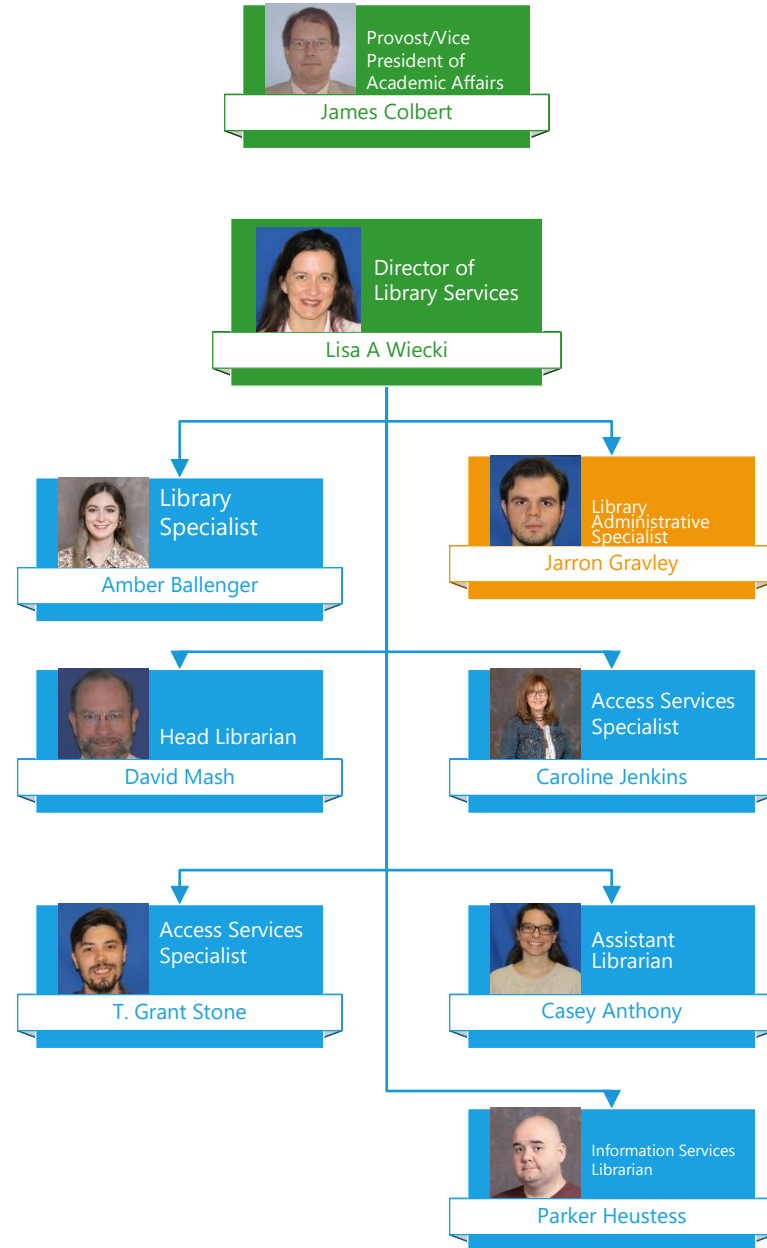 Provost/Vice
President of
Academic Affairs
James Colbert
Director of
Library Services
Lisa A Wiecki
Library
Specialist
Amber Ballenger
Library
Administrative
Specialist
Jarron Gravley
Head Librarian
David Mash
Access Services
Specialist
Caroline Jenkins
Access Services
Specialist
T. Grant Stone
Assistant
Librarian
Casey Anthony
Information Services
Librarian
Parker Heustess